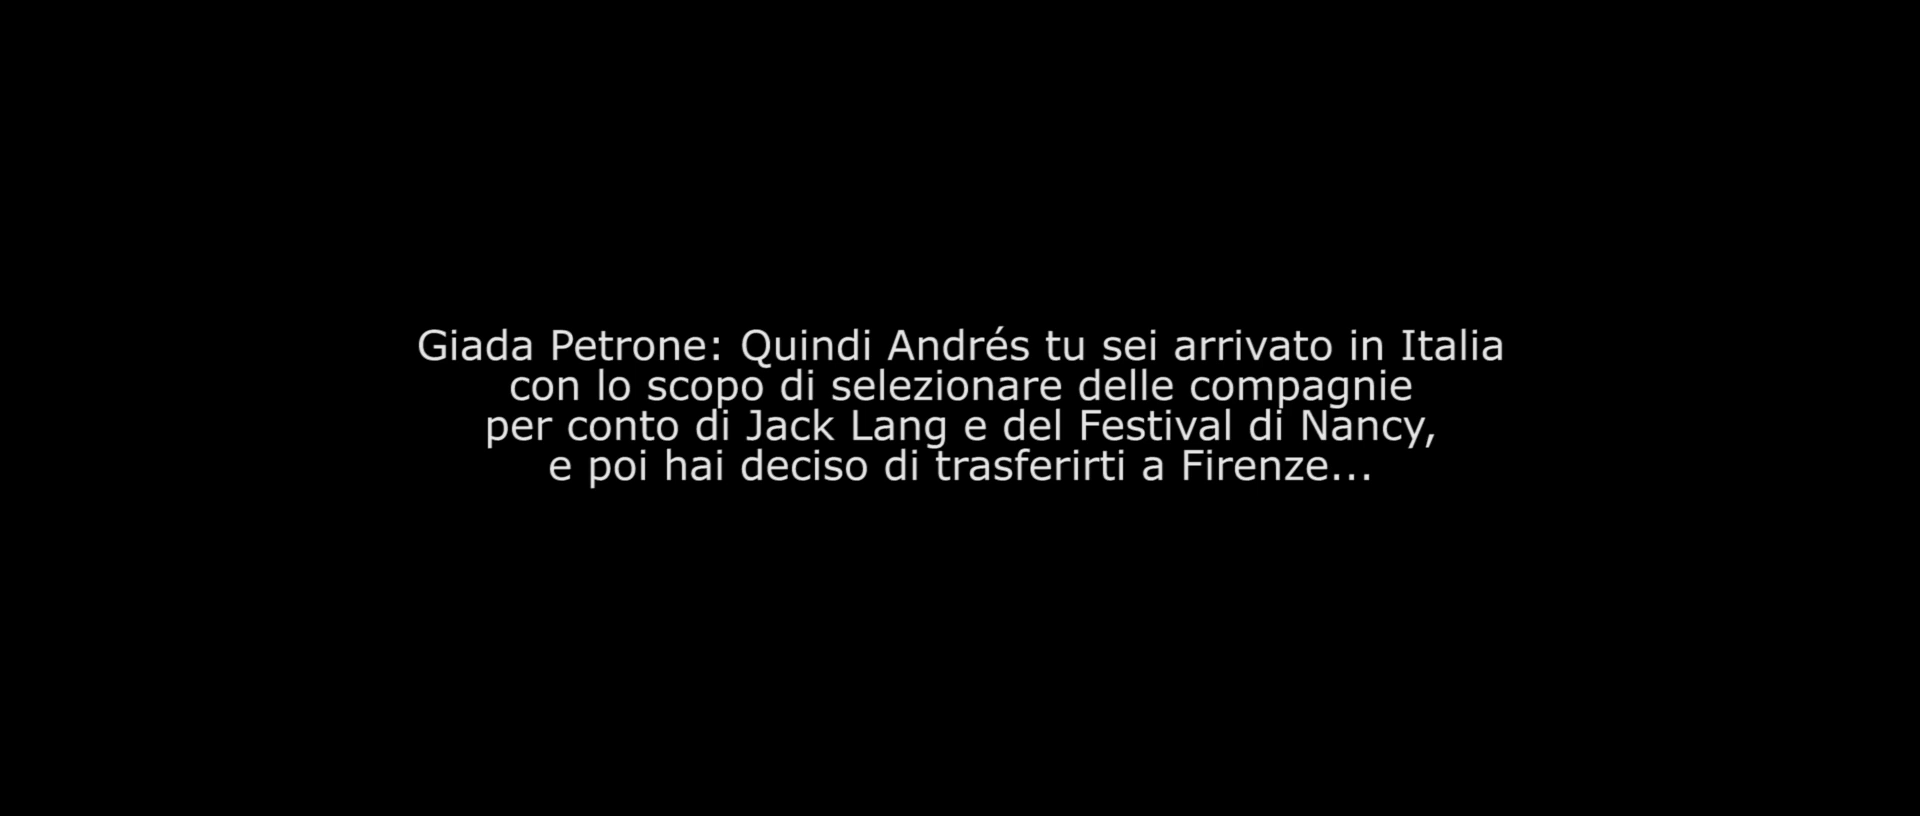 Giada Petrone: Quindi Andrés tu sei arrivato in Italia
con lo scopo di selezionare delle compagnie
per conto di Jack Lang e del Festival di Nancy,
e poi hai deciso di trasferirti a Firenze...